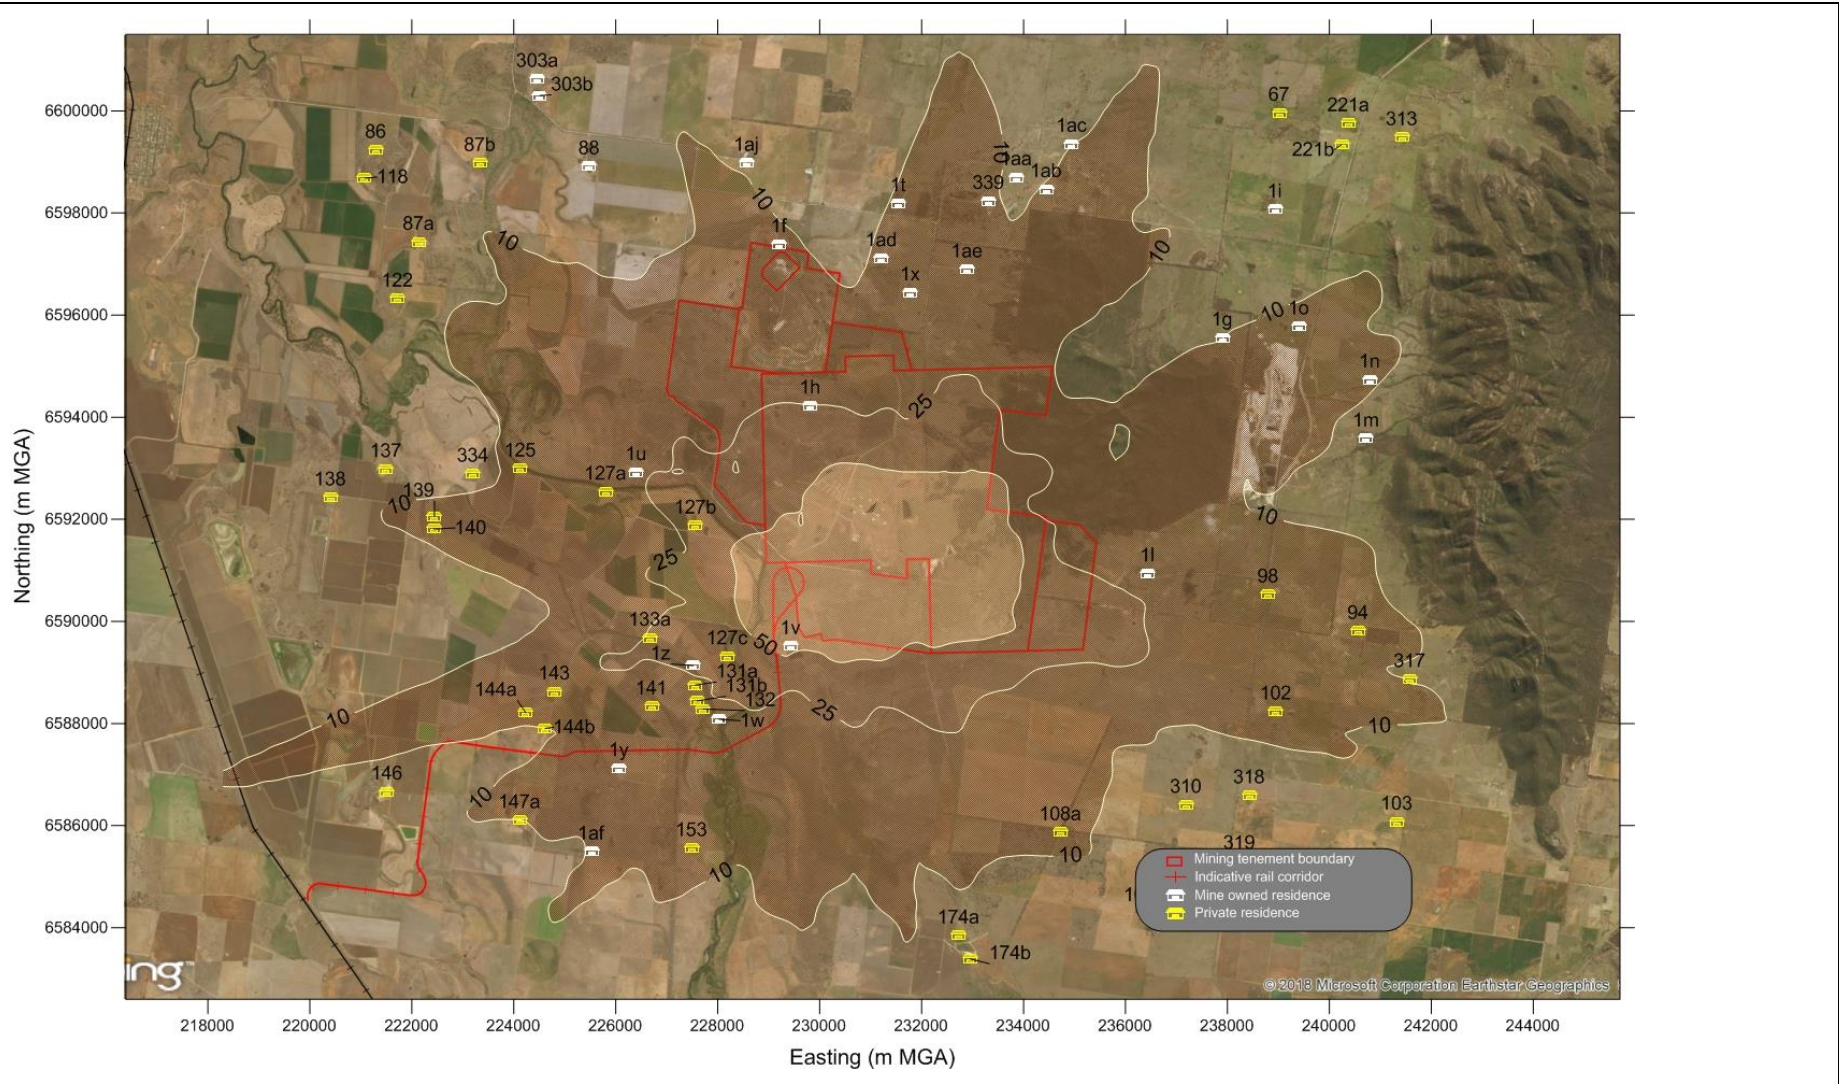 303a
303b
67
221a
313
221b
86
87b
88
1aj
1ac
118
10
1aa
1ab
1t
339
1i
10
87a
1f
10
10
1ad
1ae
122
1x
10
1o
1g
1n
1h
25
1m
137
334
125
1u
138
139
127a
10
140
127b
10
25
1l
98
133a
127c
50
1v
94
1z
131a
131b
132
1w
317
143
141
144a
10
144b
25
102
10
1y
146
10
147a
310
318
103
108a
1af
153
10
10
319
Mining tenement boundary
Indicative rail corridor
Mine owned residence
Private residence
174a
174b
ing
© 2018 Microsoft Corporation Earthstar Geographics
6600000
6598000
6596000
6594000
6592000
6590000
6588000
6586000
6584000
Northing (m MGA)
218000 220000 222000 224000 226000 228000 230000 232000 234000 236000 238000 240000 242000 244000
Easting (m MGA)